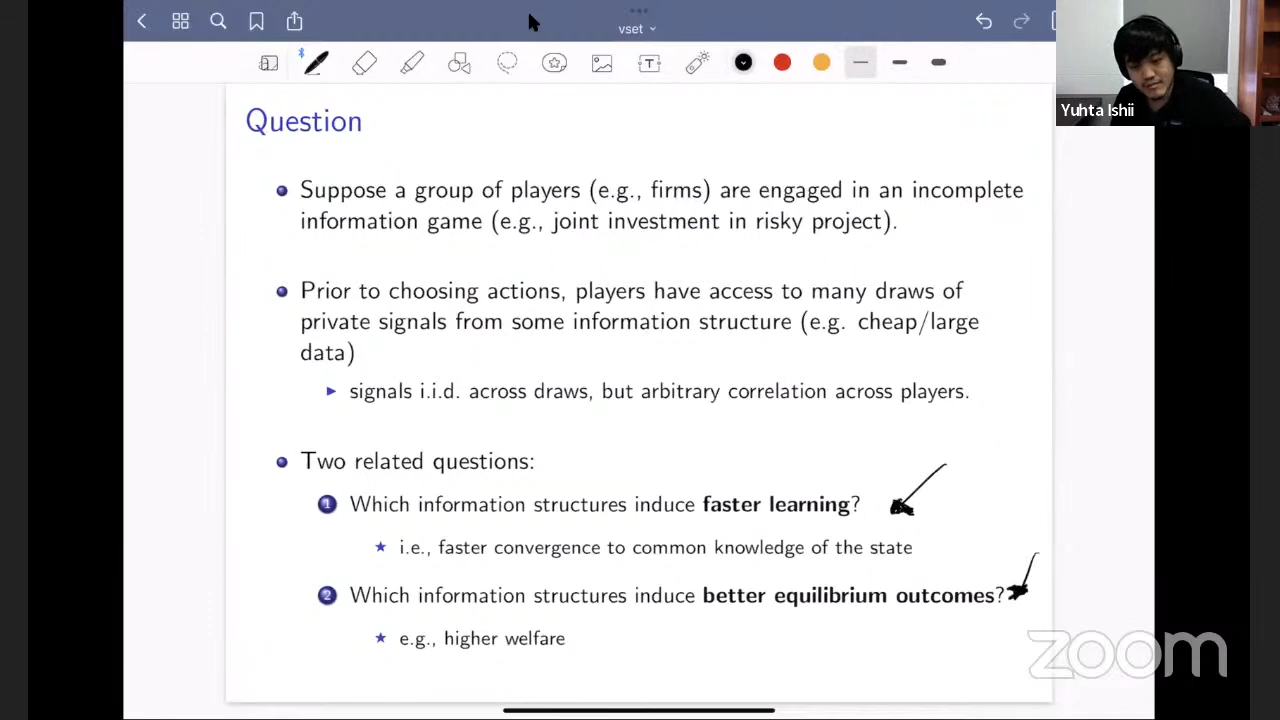 vset
T
Yuhta Ishii
Question
Suppose a group of players (e.g., firms) are engaged in an incomplete
information game (e.g., joint investment in risky project).
Prior to choosing actions, players have access to many draws of
private signals from some information structure (e.g. cheap/large
data)
signals i.i.d. across draws, but arbitrary correlation across players.
Two related questions:
1 Which information structures induce faster learning?
i.e., faster convergence to common knowledge of the state
2 Which information structures induce better equilibrium outcomes?
e.g., higher welfare
zoom